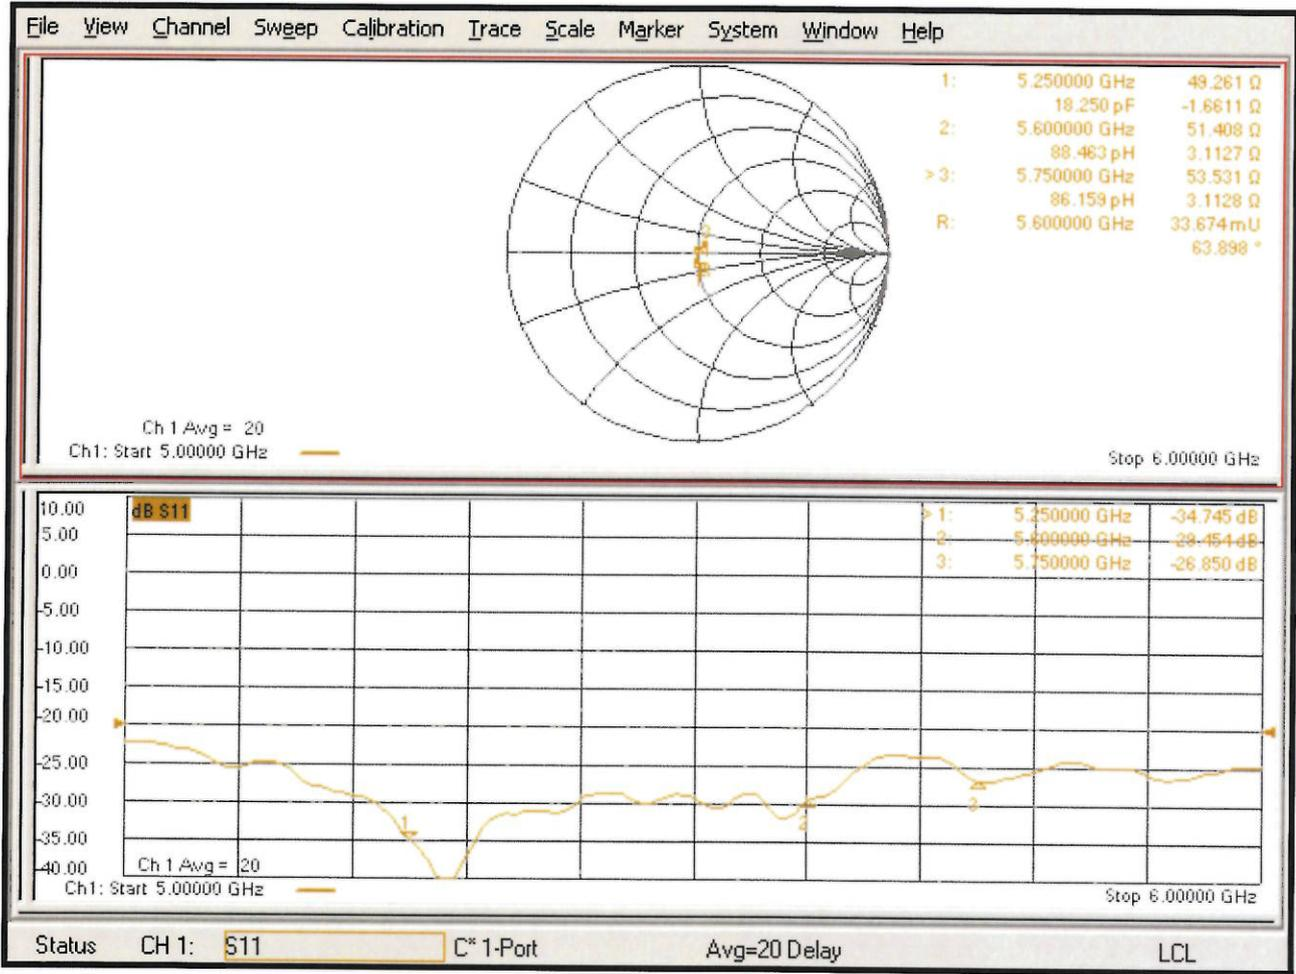 File View Channel Sweep Calibration Trace Scale Marker System Window Help
1: 5.250000 GHz 49.261 Ω
18.250 pF -1.6611 Ω
2: 5.600000 GHz 51.408 Ω
88.463 pH 3.1127 Ω
> 3: 5.750000 GHz 53.531 Ω
86.159 pH 3.1128 Ω
R: 5.600000 GHz 33.674 mU
63.898 °
Ch 1 Avg = 20
Ch1: Start 5.00000 GHz
Stop 6.00000 GHz
10.00
5.00
0.00
-5.00
-10.00
-15.00
-20.00
-25.00
-30.00
-35.00
-40.00
dB S11
> 1: 5.250000 GHz -34.745 dB
2: 5.600000 GHz -29.454 dB
3: 5.750000 GHz -26.850 dB
1
2
3
Ch 1 Avg = 20
Ch1: Start 5.00000 GHz
Stop 6.00000 GHz
Status CH 1: S11 C* 1-Port Avg=20 Delay LCL